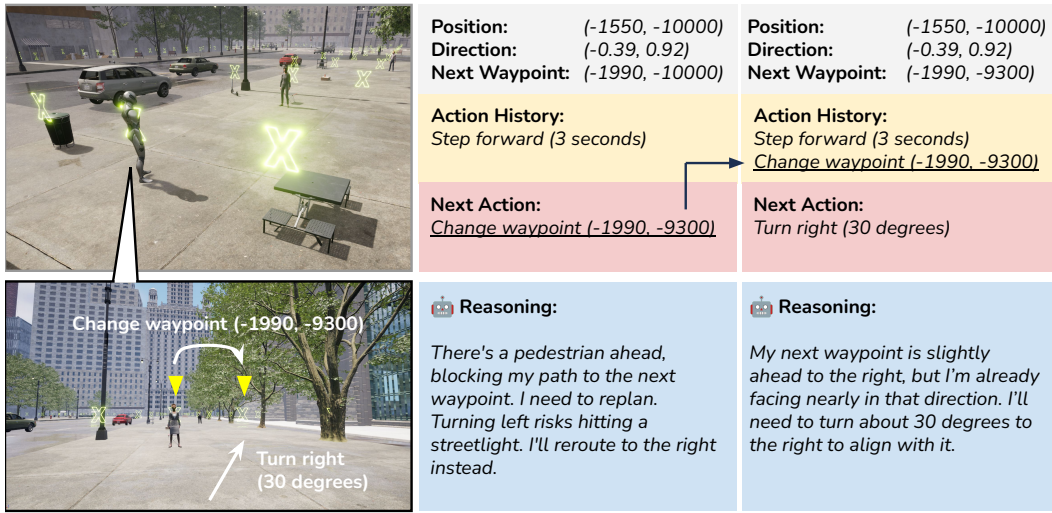 Position: (-1550, -10000)
Direction: (-0.39, 0.92)
Next Waypoint: (-1990, -10000)
Action History:
Step forward (3 seconds)
Next Action:
Change waypoint (-1990, -9300)
Position: (-1550, -10000)
Direction: (-0.39, 0.92)
Next Waypoint: (-1990, -9300)
Action History:
Step forward (3 seconds)
Change waypoint (-1990, -9300)
Next Action:
Turn right (30 degrees)
Change waypoint (-1990, -9300)
Turn right
(30 degrees)
Reasoning:
There's a pedestrian ahead,
blocking my path to the next
waypoint. I need to replan.
Turning left risks hitting a
streetlight. I'll reroute to the right
instead.
Reasoning:
My next waypoint is slightly
ahead to the right, but I'm already
facing nearly in that direction. I'll
need to turn about 30 degrees to
the right to align with it.